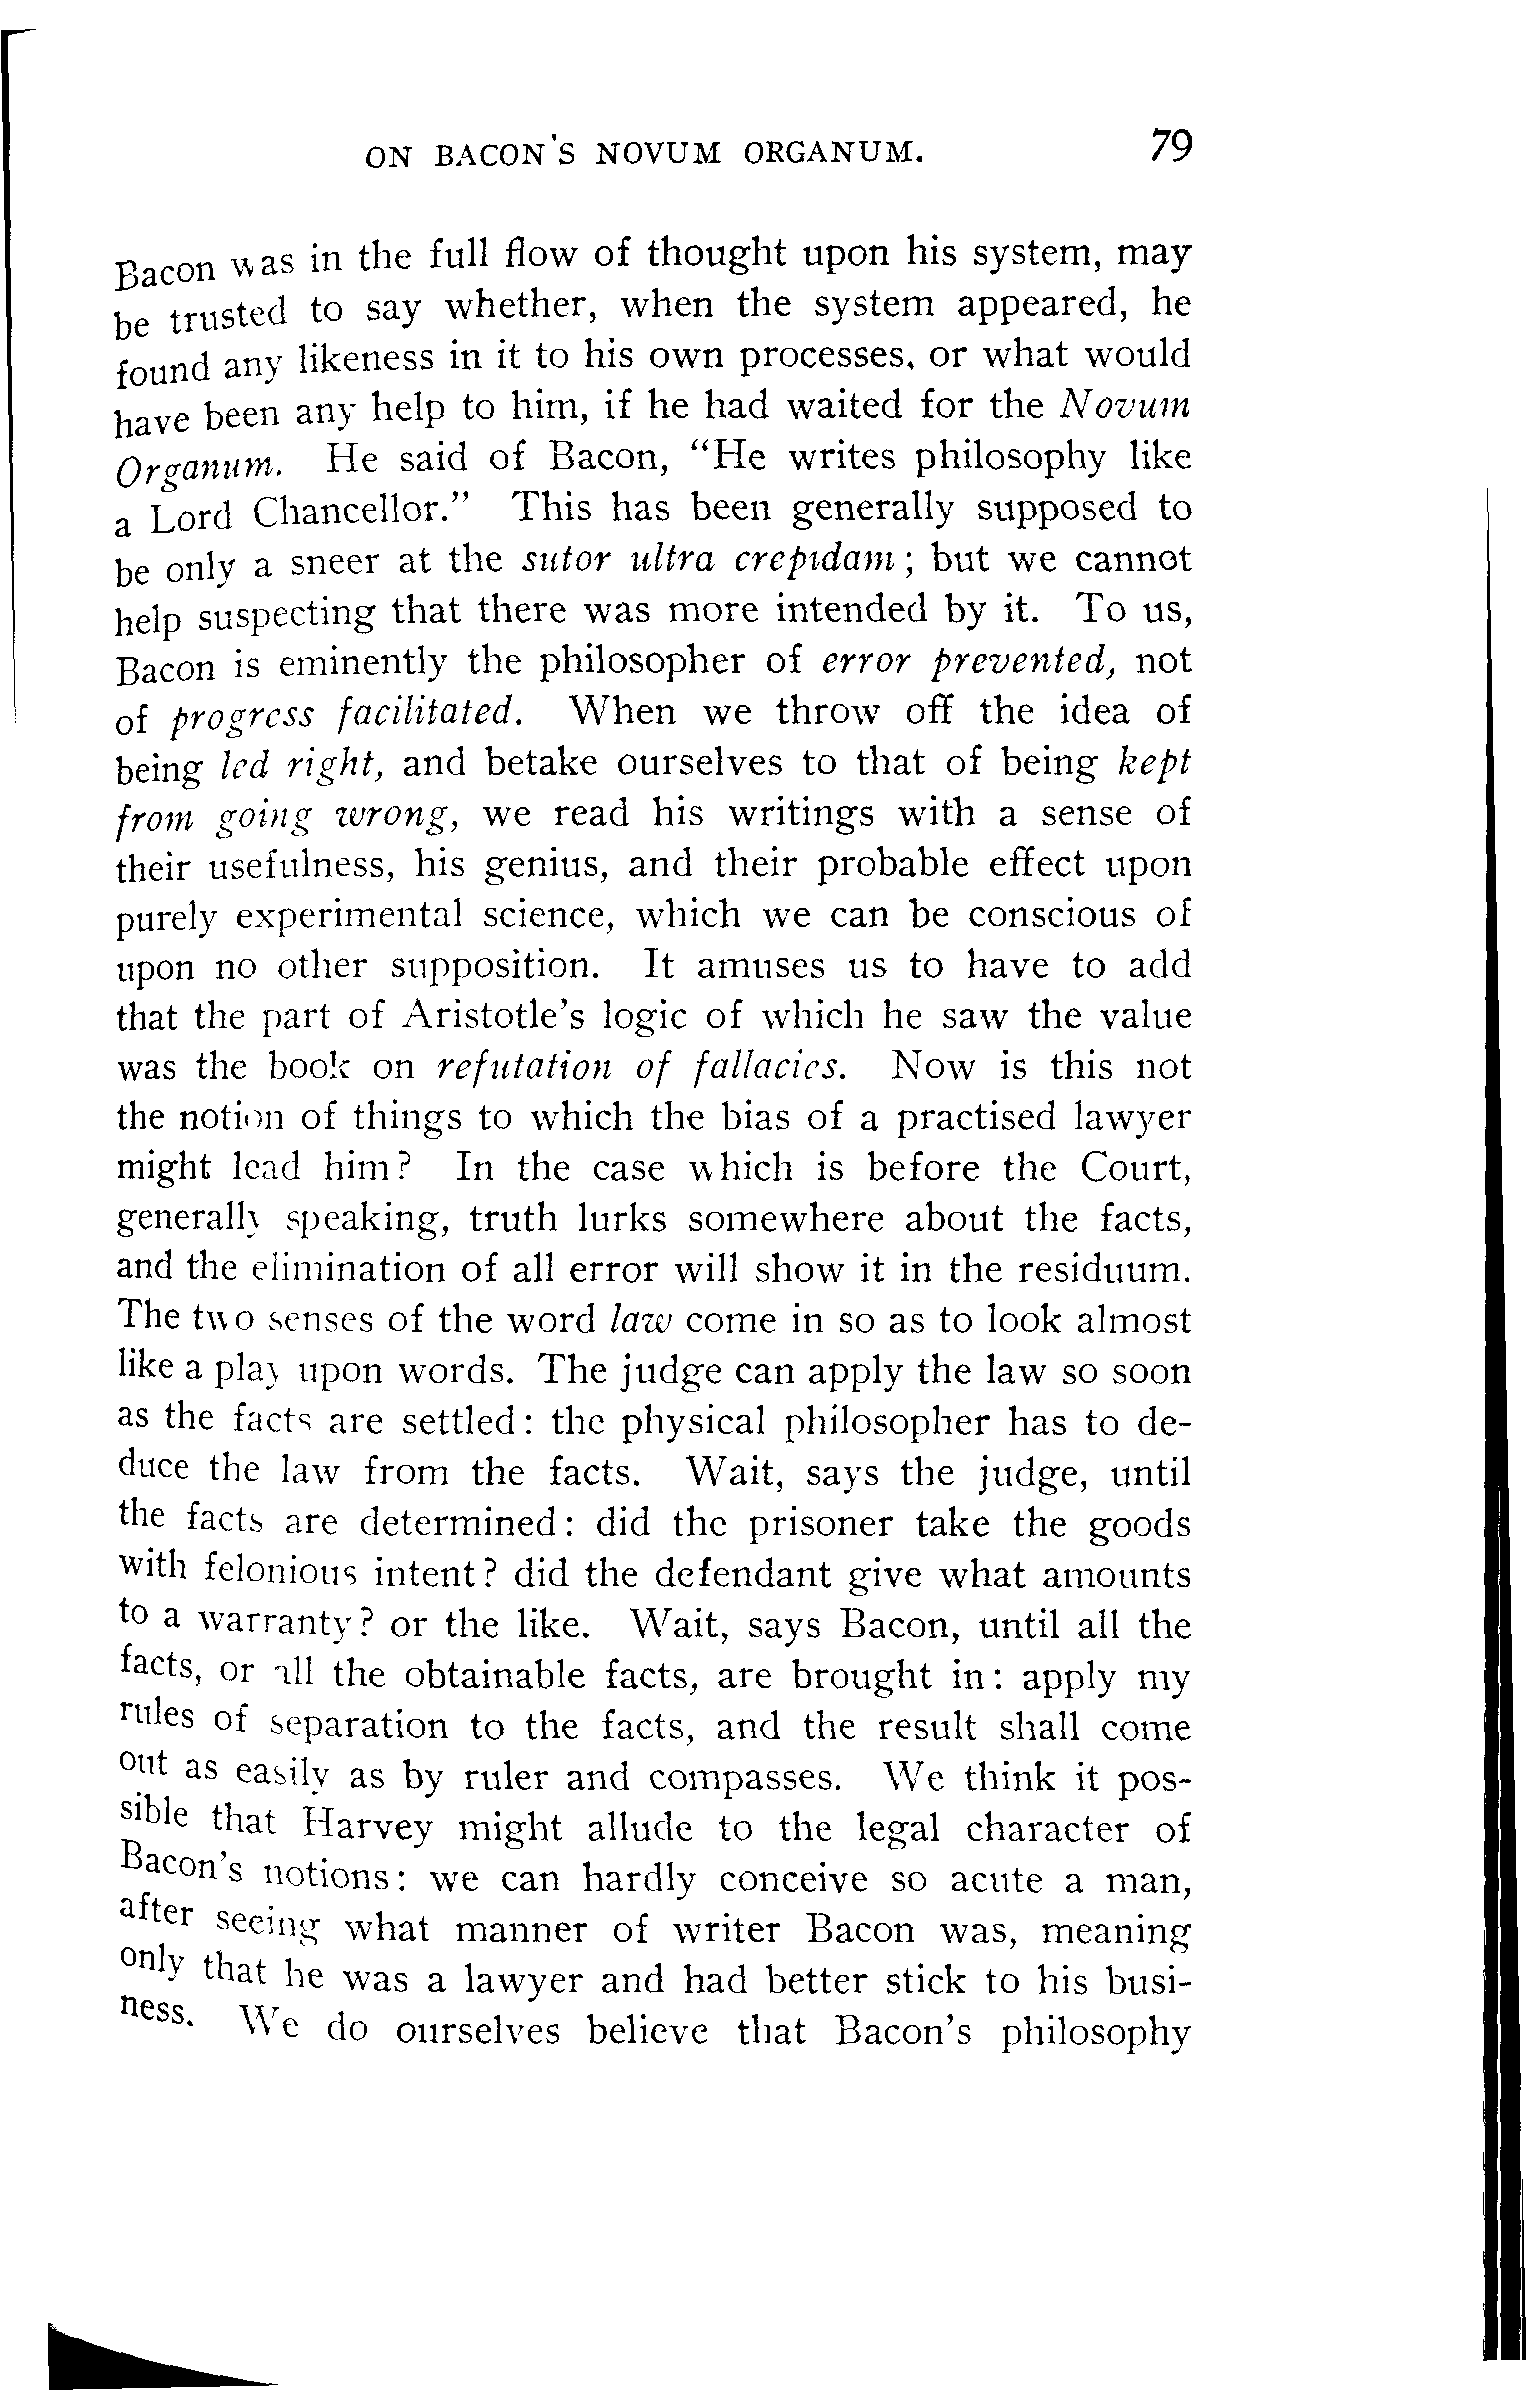 ON BACON'S NOVUM ORGANUM. 79
Bacon was in the full flow of thought upon his system, may
be trusted to say whether, when the system appeared, he
found any likeness in it to his own processes, or what would
have been any help to him, if he had waited for the Novum
Organum. He said of Bacon, “He writes philosophy like
a Lord Chancellor.” This has been generally supposed to
be only a sneer at the sutor ultra crepidam; but we cannot
help suspecting that there was more intended by it. To us,
Bacon is eminently the philosopher of error prevented, not
of progress facilitated. When we throw off the idea of
being led right, and betake ourselves to that of being kept
from going wrong, we read his writings with a sense of
their usefulness, his genius, and their probable effect upon
purely experimental science, which we can be conscious of
upon no other supposition. It amuses us to have to add
that the part of Aristotle's logic of which he saw the value
was the book on refutation of fallacies. Now is this not
the notion of things to which the bias of a practised lawyer
might lead him? In the case which is before the Court,
generally speaking, truth lurks somewhere about the facts,
and the elimination of all error will show it in the residuum.
The two senses of the word law come in so as to look almost
like a play upon words. The judge can apply the law so soon
as the facts are settled: the physical philosopher has to de-
duce the law from the facts. Wait, says the judge, until
the facts are determined: did the prisoner take the goods
with felonious intent? did the defendant give what amounts
to a warranty? or the like. Wait, says Bacon, until all the
facts, or all the obtainable facts, are brought in: apply my
rules of separation to the facts, and the result shall come
out as easily as by ruler and compasses. We think it pos-
sible that Harvey might allude to the legal character of
Bacon's notions: we can hardly conceive so acute a man,
after seeing what manner of writer Bacon was, meaning
only that he was a lawyer and had better stick to his busi-
ness. We do ourselves believe that Bacon's philosophy